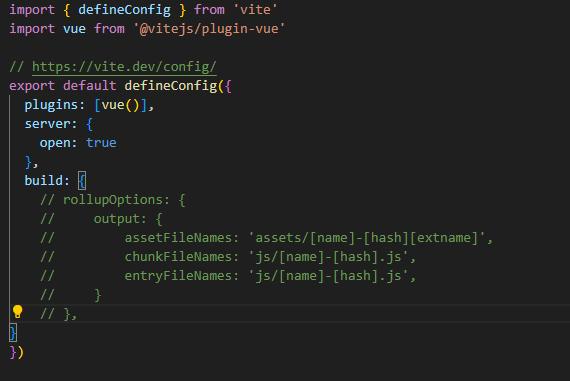 import { defineConfig } from 'vite'
import vue from '@vitejs/plugin-vue'
// https://vite.dev/config/
export default defineConfig({
  plugins: [vue()],
  server: {
    open: true
  },
  build: {
    // rollupOptions: {
    //     output: {
    //         assetFileNames: 'assets/[name]-[hash][extname]',
    //         chunkFileNames: 'js/[name]-[hash].js',
    //         entryFileNames: 'js/[name]-[hash].js',
    //     }
    // },
}
})